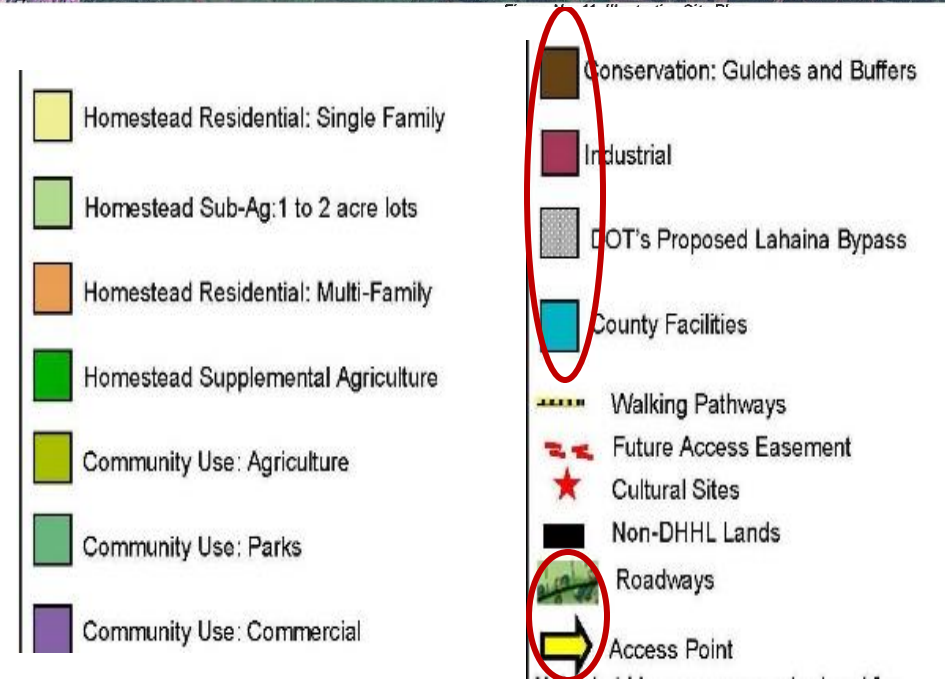 Homestead Residential: Single Family
Homestead Sub-Ag:1 to 2 acre lots
Homestead Residential: Multi-Family
Homestead Supplemental Agriculture
Community Use: Agriculture
Community Use: Parks
Community Use: Commercial
Conservation: Gulches and Buffers
Industrial
DOT's Proposed Lahaina Bypass
County Facilities
Walking Pathways
Future Access Easement
Cultural Sites
Non-DHHL Lands
Roadways
Access Point